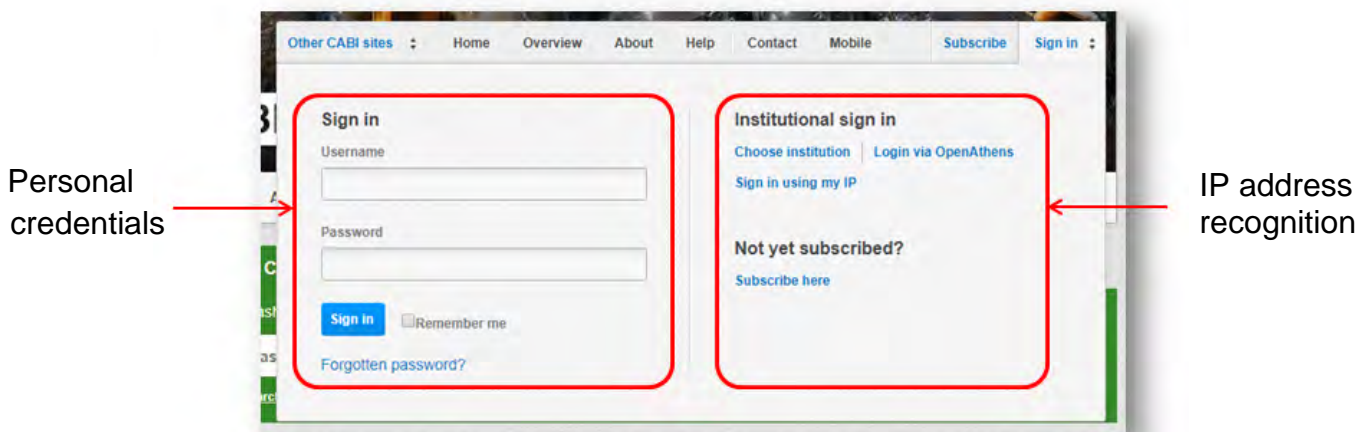 Other CABI sites Home Overview About Help Contact Mobile Subscribe Sign in
Sign in
Username
Password
Sign in Remember me
Forgotten password?
Institutional sign in
Choose institution Login via OpenAthens
Sign in using my IP
Not yet subscribed?
Subscribe here
Personal
credentials
IP address
recognition